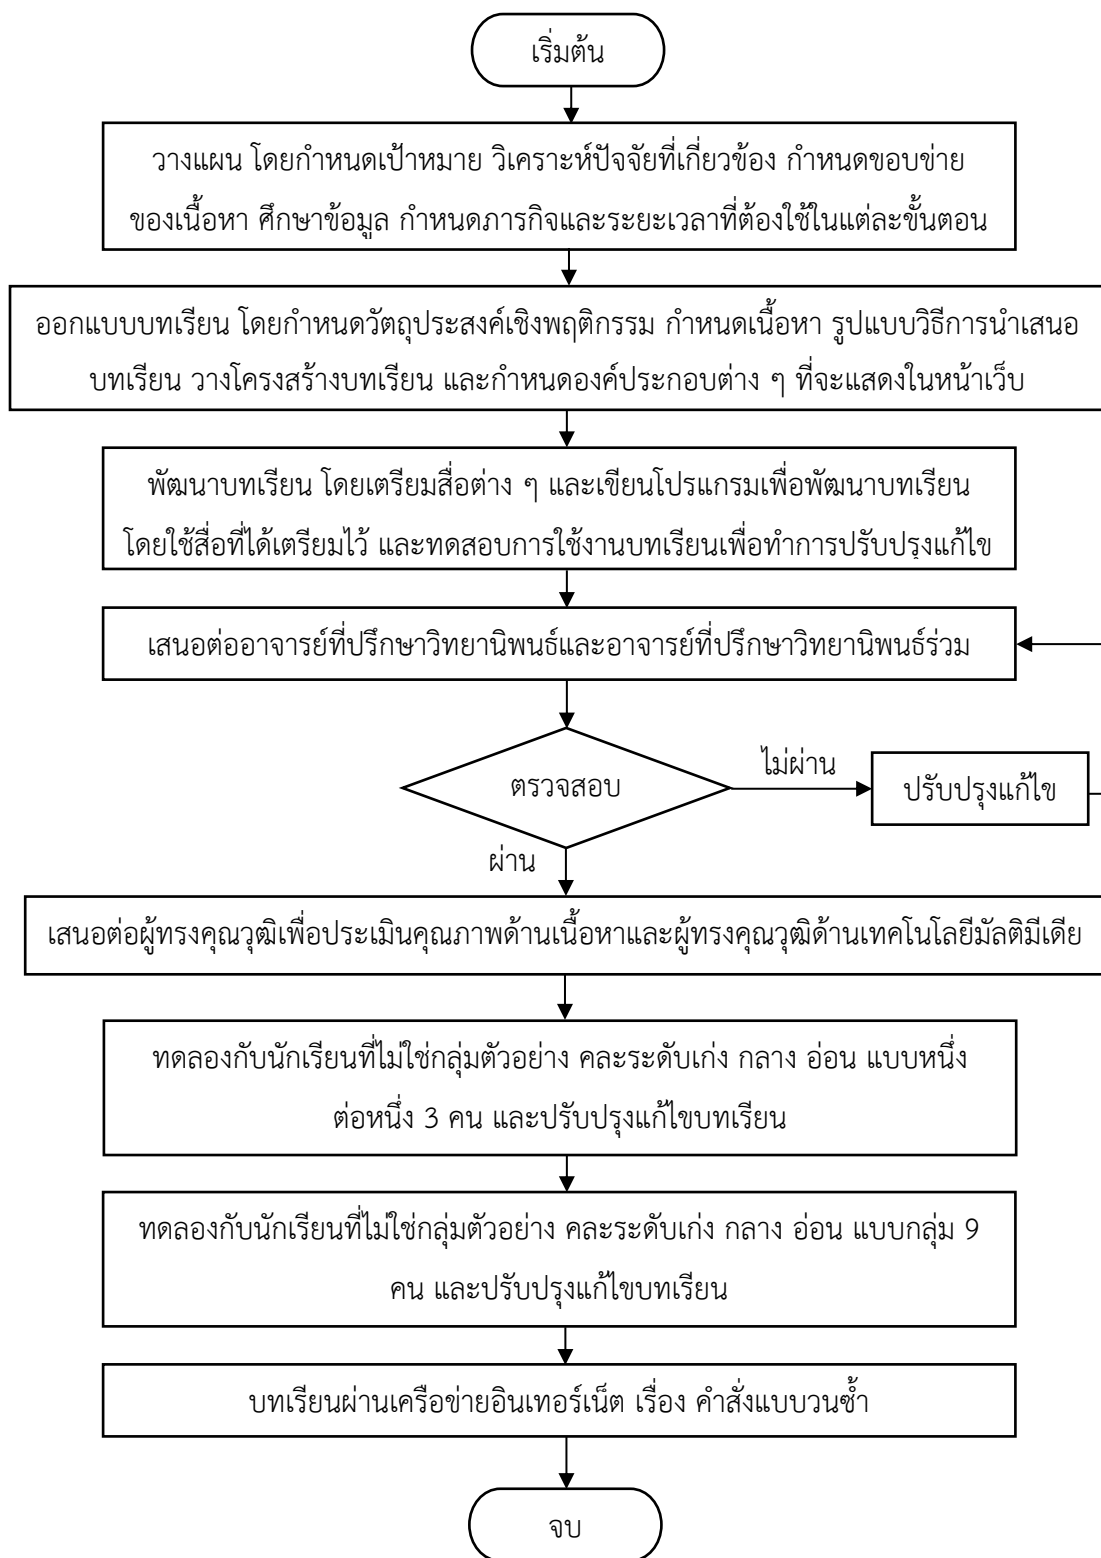 เริ่มต้น
วางแผน โดยกำหนดเป้าหมาย วิเคราะห์ปัจจัยที่เกี่ยวข้อง กำหนดขอบข่าย
ของเนื้อหา ศึกษาข้อมูล กำหนดภารกิจและระยะเวลาที่ต้องใช้ในแต่ละขั้นตอน
ออกแบบบทเรียน โดยกำหนดวัตถุประสงค์เชิงพฤติกรรม กำหนดเนื้อหา รูปแบบวิธีการนำเสนอ
บทเรียน วางโครงสร้างบทเรียน และกำหนดองค์ประกอบต่าง ๆ ที่จะแสดงในหน้าเว็บ
พัฒนาบทเรียน โดยเตรียมสื่อต่าง ๆ และเขียนโปรแกรมเพื่อพัฒนาบทเรียน
โดยใช้สื่อที่ได้เตรียมไว้ และทดสอบการใช้งานบทเรียนเพื่อทำการปรับปรุงแก้ไข
เสนอต่ออาจารย์ที่ปรึกษาวิทยานิพนธ์และอาจารย์ที่ปรึกษาวิทยานิพนธ์ร่วม
ตรวจสอบ
ไม่ผ่าน
ปรับปรุงแก้ไข
ผ่าน
เสนอต่อผู้ทรงคุณวุฒิเพื่อประเมินคุณภาพด้านเนื้อหาและผู้ทรงคุณวุฒิด้านเทคโนโลยีมัลติมีเดีย
ทดลองกับนักเรียนที่ไม่ใช่กลุ่มตัวอย่าง คละระดับเก่ง กลาง อ่อน แบบหนึ่ง
ต่อหนึ่ง 3 คน และปรับปรุงแก้ไขบทเรียน
ทดลองกับนักเรียนที่ไม่ใช่กลุ่มตัวอย่าง คละระดับเก่ง กลาง อ่อน แบบกลุ่ม 9
คน และปรับปรุงแก้ไขบทเรียน
บทเรียนผ่านเครือข่ายอินเทอร์เน็ต เรื่อง คำสั่งแบบวนซ้ำ
จบ